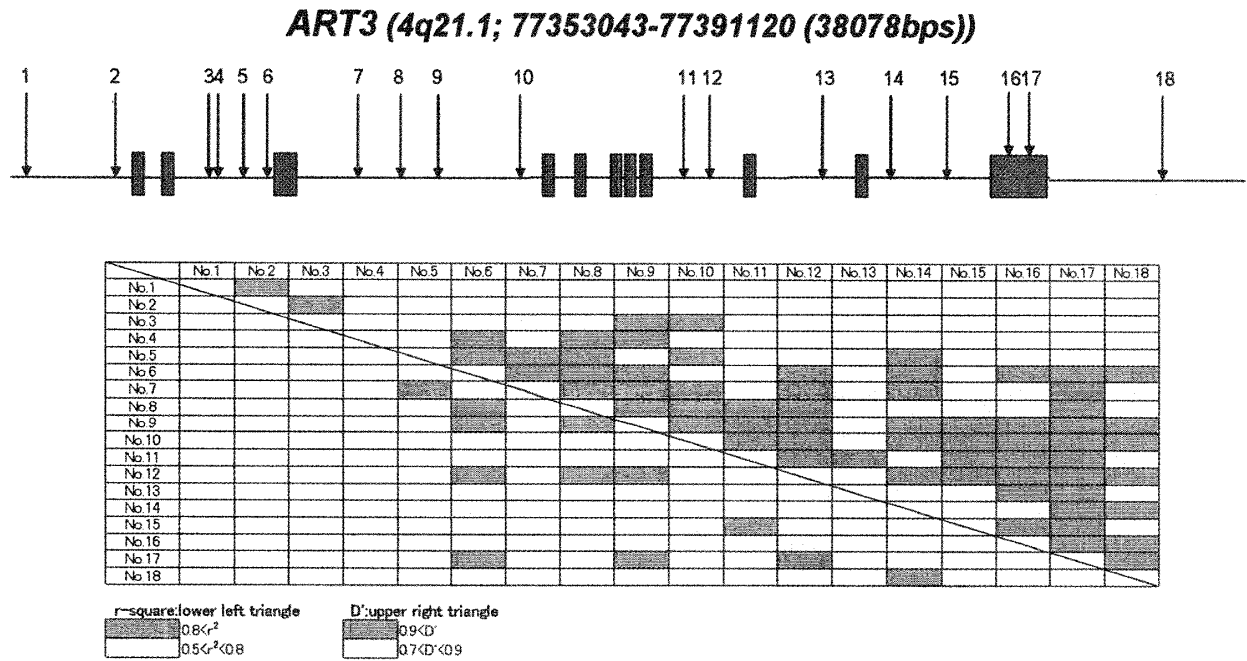 ART3 (4q21.1; 77353043-77391120 (38078bps))
1 2 34 5 6 7 8 9 10 11 12 13 14 15 1617 18
No.1 No.2 No.3 No.4 No.5 No.6 No.7 No.8 No.9 No.10 No.11 No.12 No.13 No.14 No.15 No.16 No.17 No.18
No.1
No.2
No.3
No.4
No.5
No.6
No.7
No.8
No.9
No.10
No.11
No.12
No.13
No.14
No.15
No.16
No 17
No 18
r-square:lower left triangle D':upper right triangle
0.8<r² 0.9<D'
0.5<r²<0.8 0.7<D'<0.9